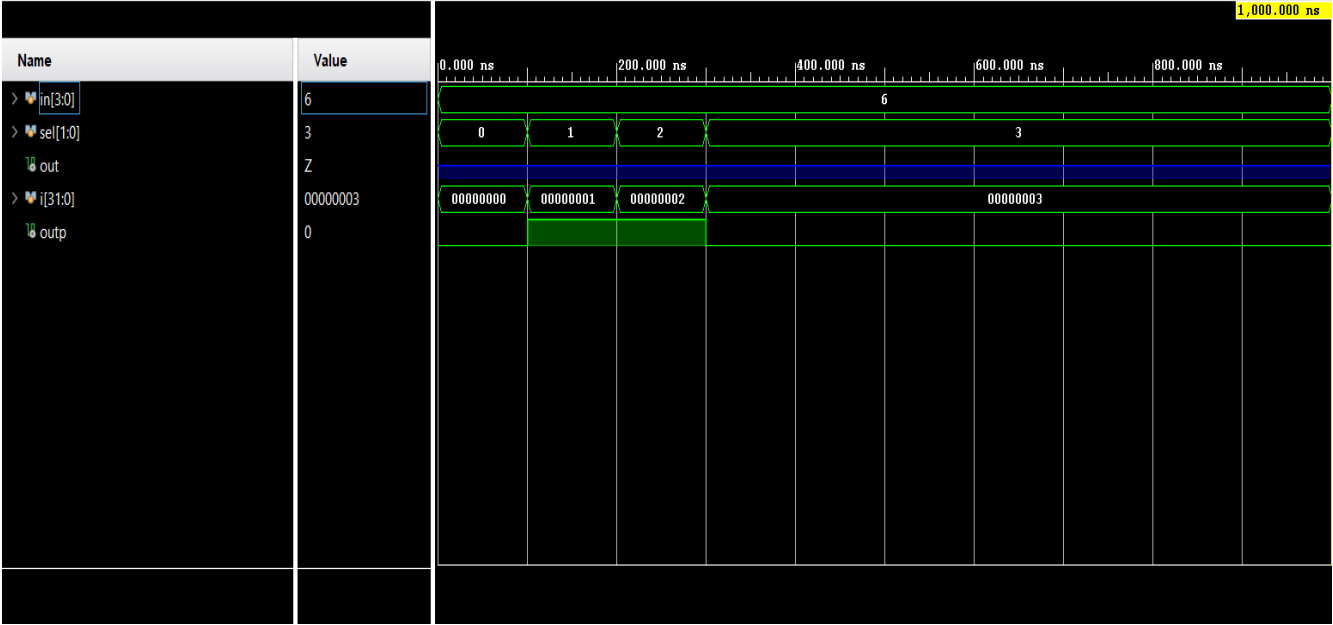 1,000.000 ns
Name Value
0.000 ns 200.000 ns 400.000 ns 600.000 ns 800.000 ns
in[3:0] 6 6
sel[1:0] 3 0 1 2 3
out Z
i[31:0] 00000003 00000000 00000001 00000002 00000003
outp 0